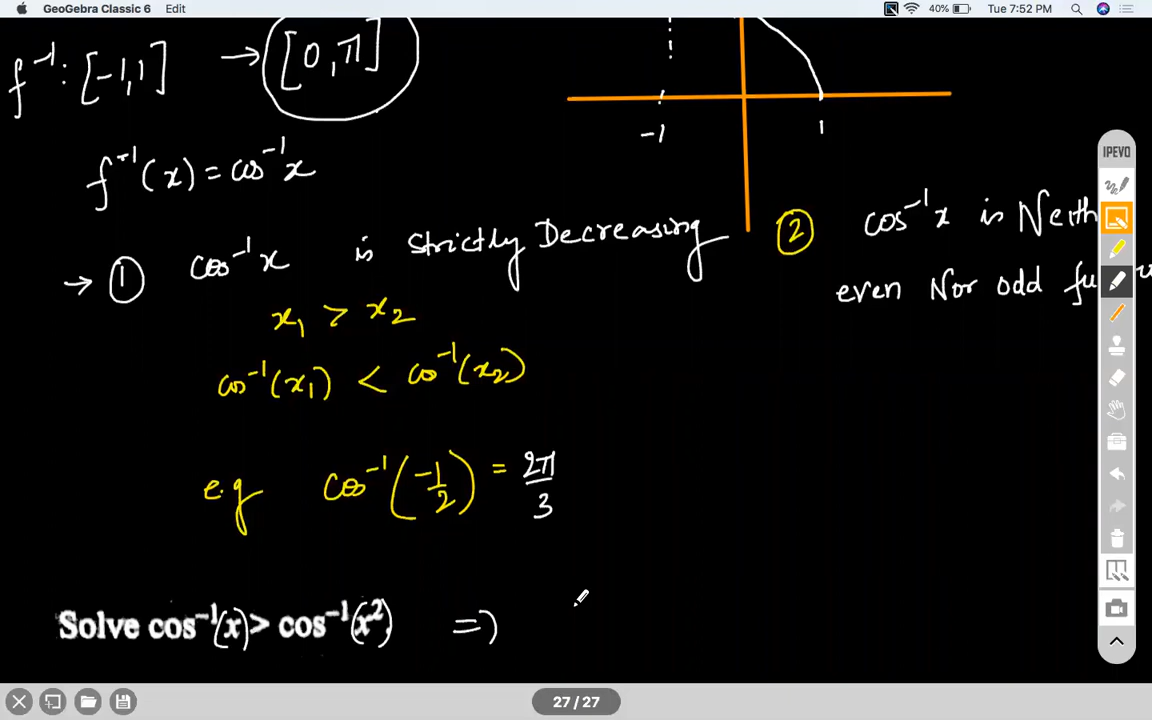 GeoGebra Classic 6 Edit 40% Tue 7:52 PM
f⁻¹: [-1,1] → [0,π]
-1 1
f⁻¹(x) = cos⁻¹x
IPEVO
→ ① cos⁻¹x is Strictly Decreasing
② cos⁻¹x is Neith
even Nor odd fu
x₁ > x₂
cos⁻¹(x₁) < cos⁻¹(x₂)
e.g cos⁻¹(-1/2) = 2π/3
Solve cos⁻¹(x) > cos⁻¹(x²) =)
27 / 27